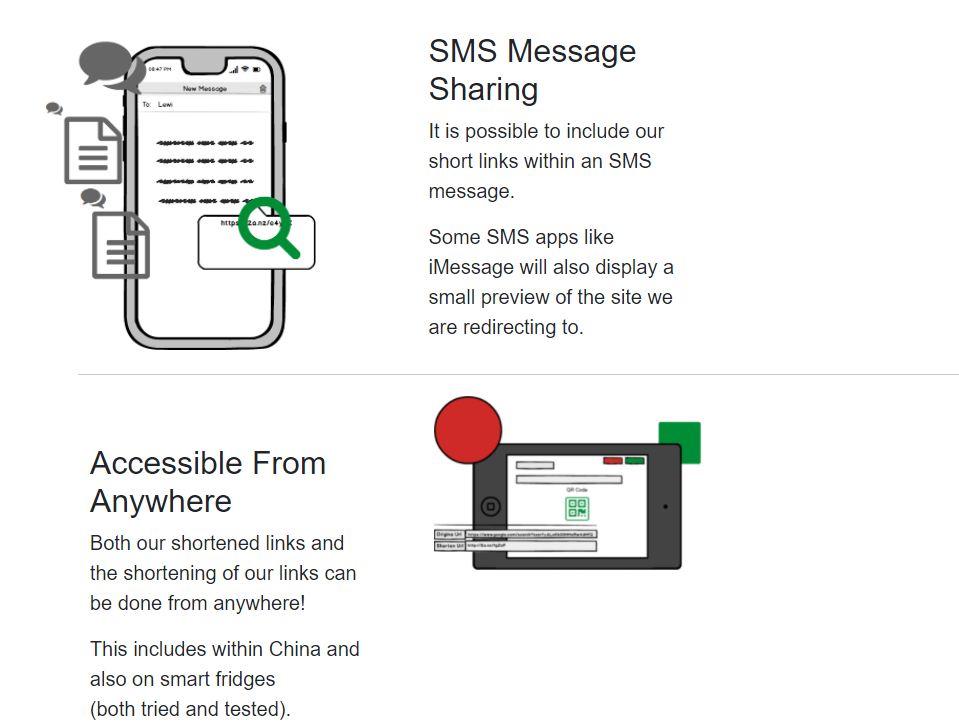 08:47 PM
New Message
To: Lewi
SMS Message
Sharing
It is possible to include our
short links within an SMS
message.
Some SMS apps like
iMessage will also display a
small preview of the site we
are redirecting to.
Accessible From
Anywhere
Both our shortened links and
the shortening of our links can
be done from anywhere!
This includes within China and
also on smart fridges
(both tried and tested).
QR Code
Origina Url
Shorten Url